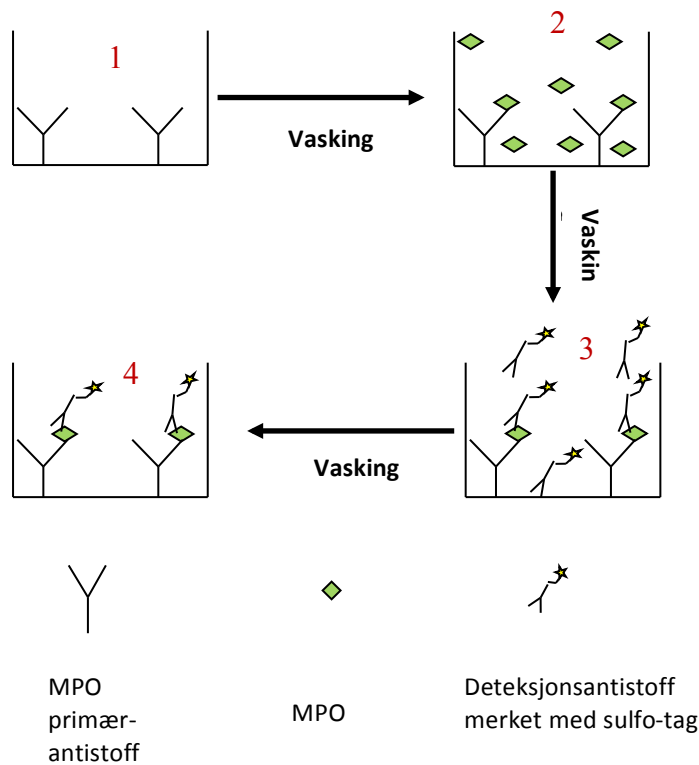 1
2
Vasking
Vaskin
3
4
Vasking
MPO
primær-
antistoff
MPO
Deteksjonsantistoff
merket med sulfo-tag